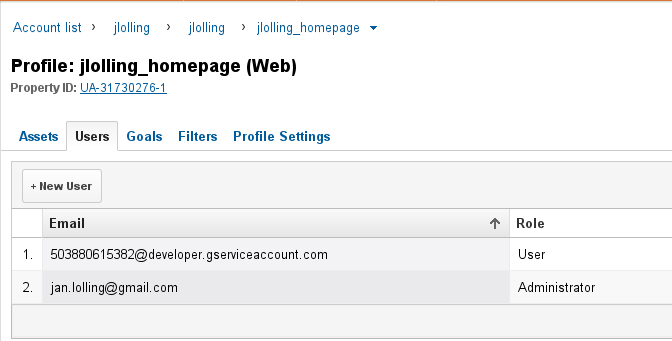 Account list › jlolling › jlolling › jlolling_homepage
Profile: jlolling_homepage (Web)
Property ID: UA-31730276-1
Assets Users Goals Filters Profile Settings
+ New User
Email Role
1. 503880615382@developer.gserviceaccount.com User
2. jan.lolling@gmail.com Administrator